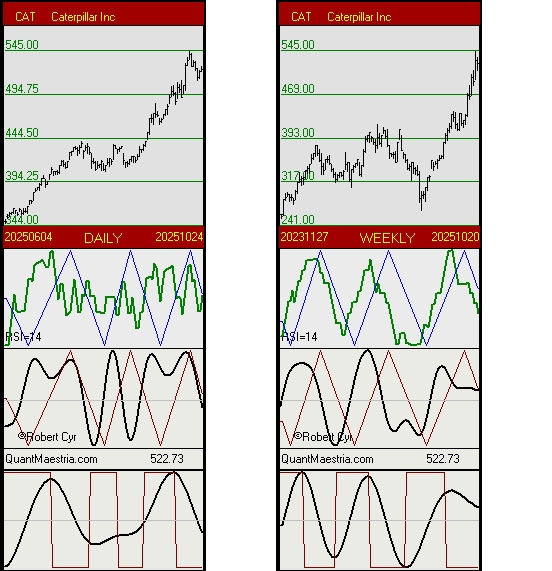 CAT Caterpillar Inc
545.00
494.75
444.50
394.25
344.00
20250604 DAILY 20251024
RSI=14
©Robert Cyr
QuantMaestria.com 522.73
CAT Caterpillar Inc
545.00
469.00
393.00
317.00
241.00
20231127 WEEKLY 20251020
RSI=14
©Robert Cyr
QuantMaestria.com 522.73